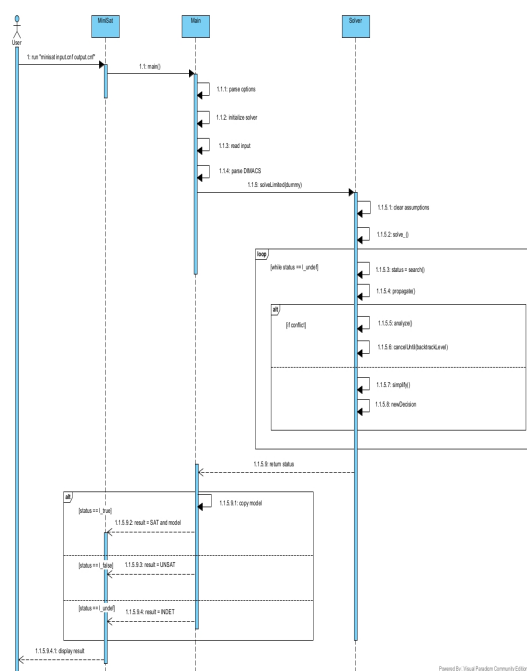 MiniSat
Main
Solver
User
1: run "minisat input.cnf output.cnf"
1.1: main()
1.1.1: parse options
1.1.2: initialize solver
1.1.3: read input
1.1.4: parse DIMACS
1.1.5: solveLimited(dummy)
1.1.5.1: clear assumptions
1.1.5.2: solve_()
loop
[while status == l_undef]
1.1.5.3: status = search()
1.1.5.4: propagate()
alt
[if conflict]
1.1.5.5: analyze()
1.1.5.6: cancelUntil(backtrackLevel)
1.1.5.7: simplify()
1.1.5.8: newDecision
1.1.5.9: return status
alt
1.1.5.9.1: copy model
[status == l_true]
1.1.5.9.2: result = SAT and model
[status == l_false]
1.1.5.9.3: result = UNSAT
[status == l_undef]
1.1.5.9.4: result = INDET
1.1.5.9.4.1: display result
Powered By: Visual Paradigm Community Edition